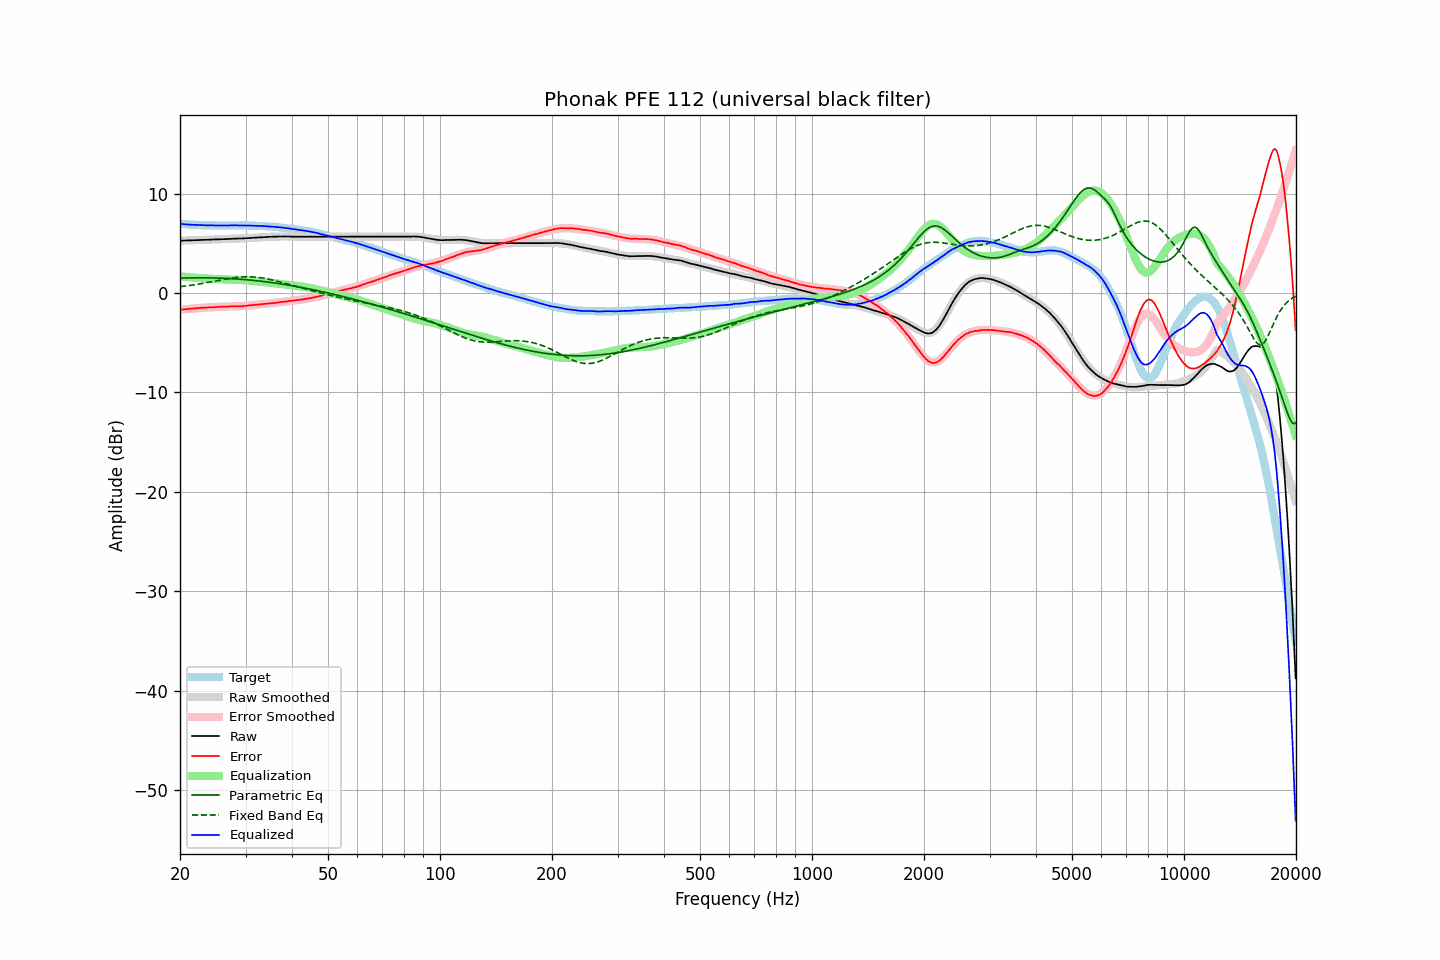 Phonak PFE 112 (universal black filter)
Amplitude (dBr)
10
0
−10
−20
−30
−40
−50
Target
Raw Smoothed
Error Smoothed
Raw
Error
Equalization
Parametric Eq
Fixed Band Eq
Equalized
20 50 100 200 500 1000 2000 5000 10000 20000
Frequency (Hz)